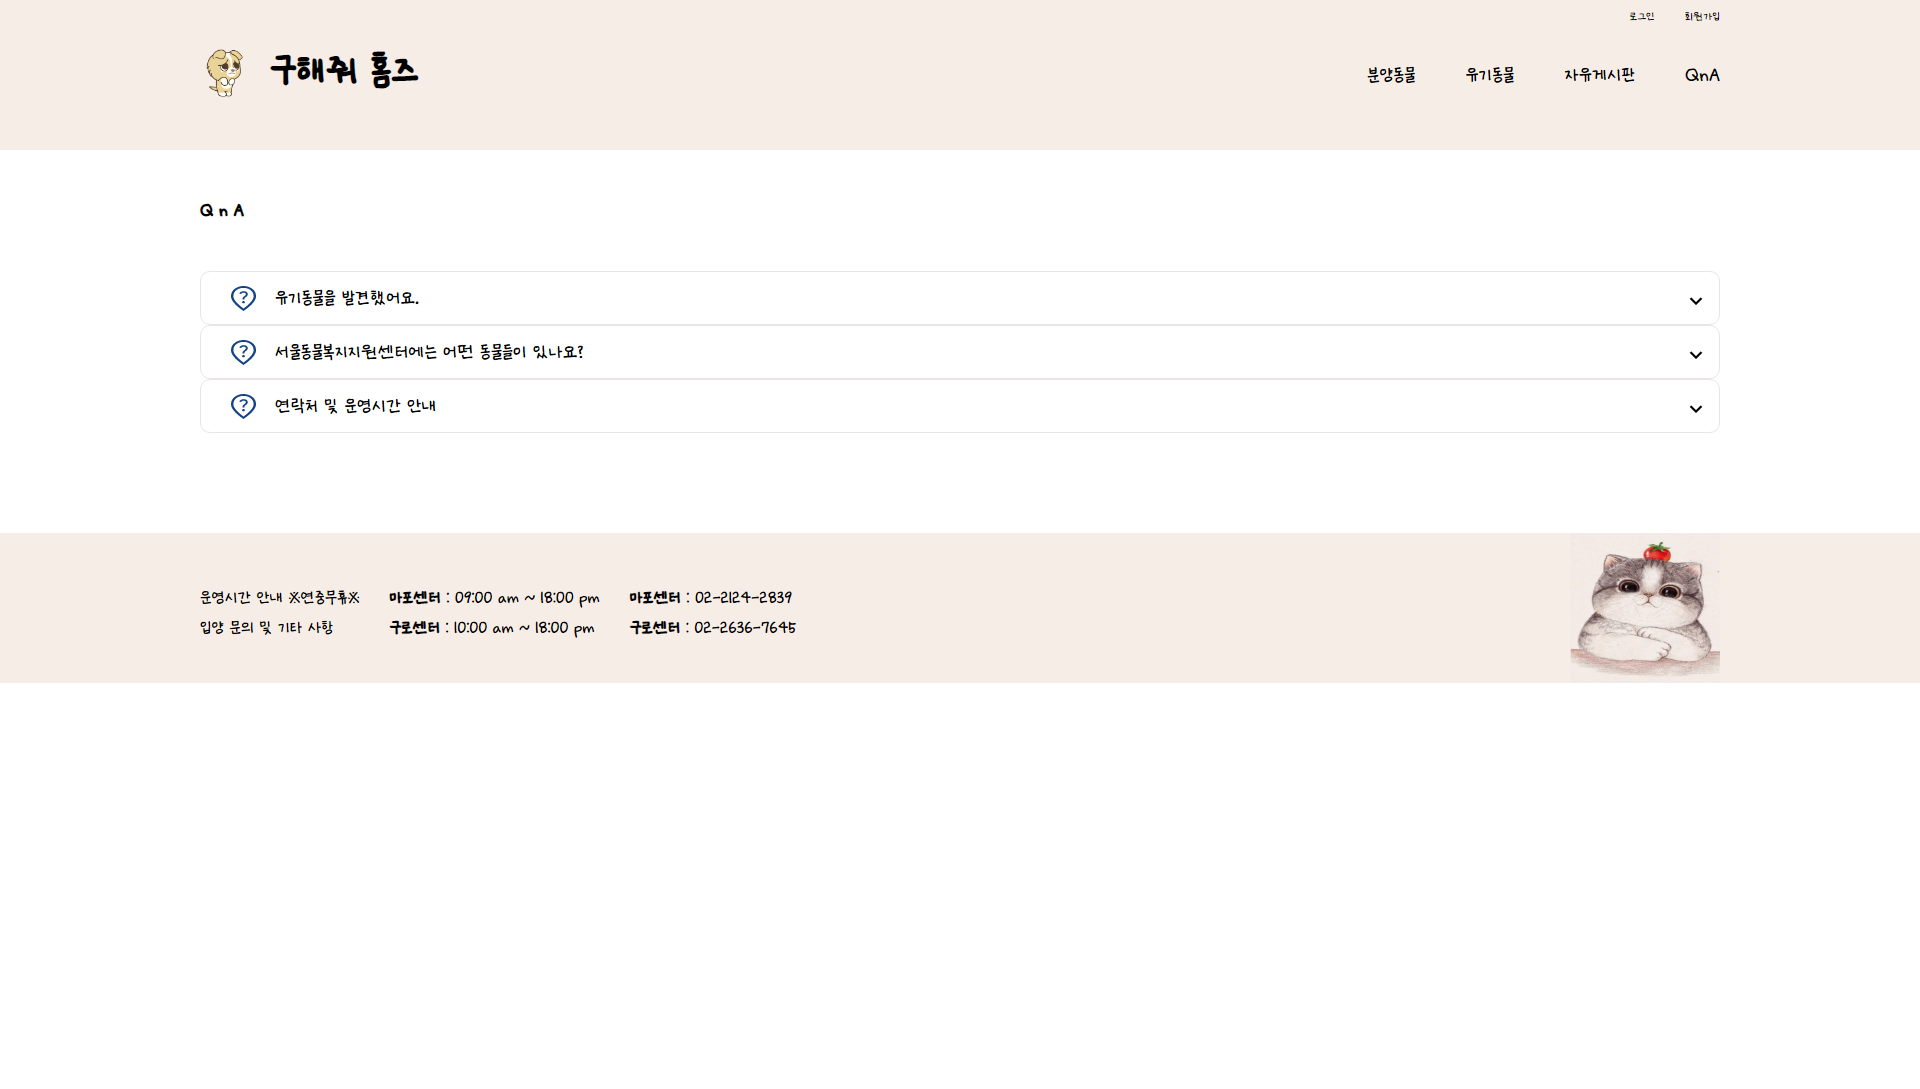 로그인 회원가입
구해줘 홈즈
분양동물 유기동물 자유게시판 QnA
QnA
유기동물을 발견했어요.
서울동물복지지원센터에는 어떤 동물들이 있나요?
연락처 및 운영시간 안내
운영시간 안내 ※연중무휴※ 마포센터 : 09:00 am ~ 18:00 pm 마포센터 : 02-2124-2839
입양 문의 및 기타 사항 구로센터 : 10:00 am ~ 18:00 pm 구로센터 : 02-2636-7645